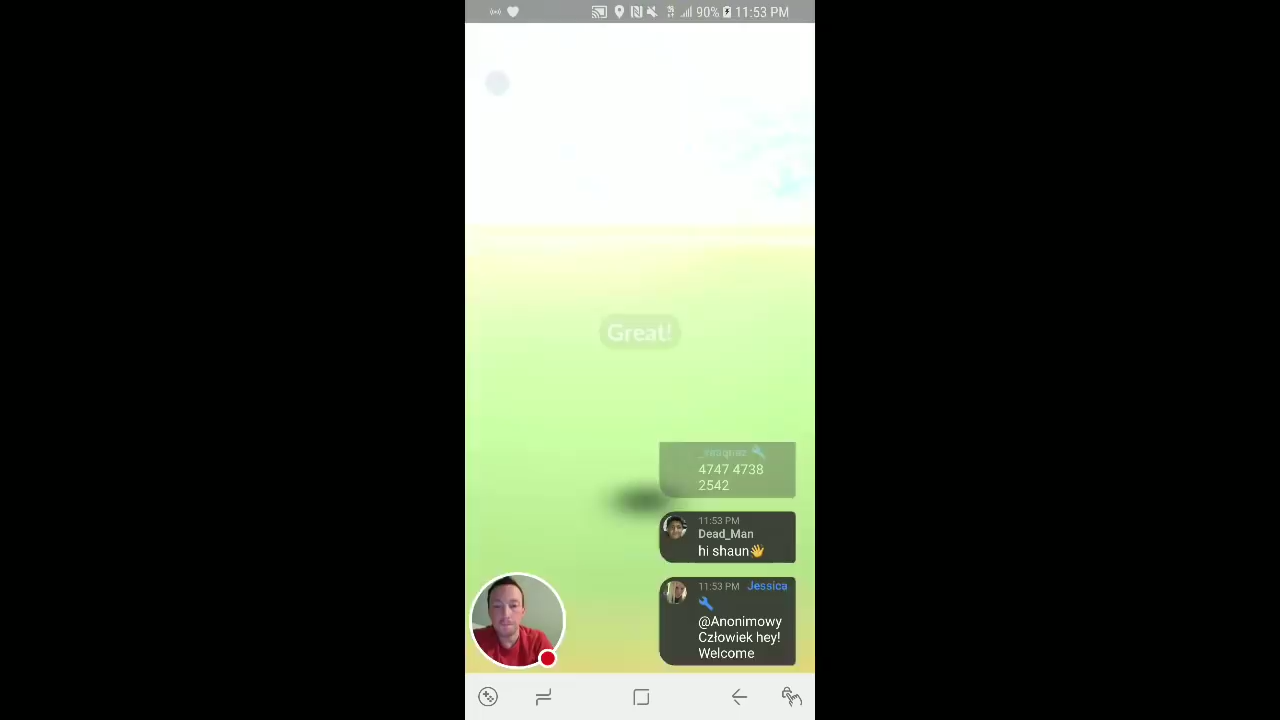 90% 11:53 PM
Great!
4747 4738
2542
11:53 PM
Dead_Man
hi shaun👋
11:53 PM Jessica
@Anonimowy
Człowiek hey!
Welcome